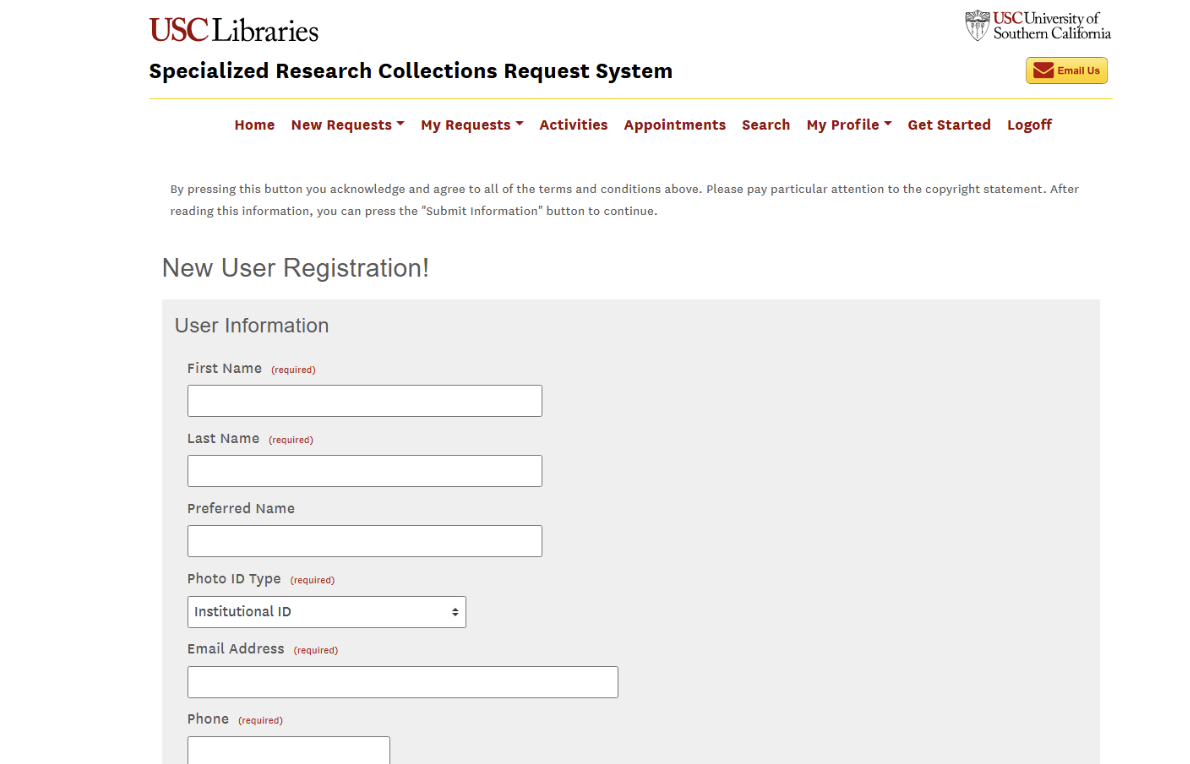 USC Libraries
USC University of
Southern California
Specialized Research Collections Request System
Email Us
Home New Requests My Requests Activities Appointments Search My Profile Get Started Logoff
By pressing this button you acknowledge and agree to all of the terms and conditions above. Please pay particular attention to the copyright statement. After
reading this information, you can press the "Submit Information" button to continue.
New User Registration!
User Information
First Name (required)
Last Name (required)
Preferred Name
Photo ID Type (required)
Institutional ID
Email Address (required)
Phone (required)